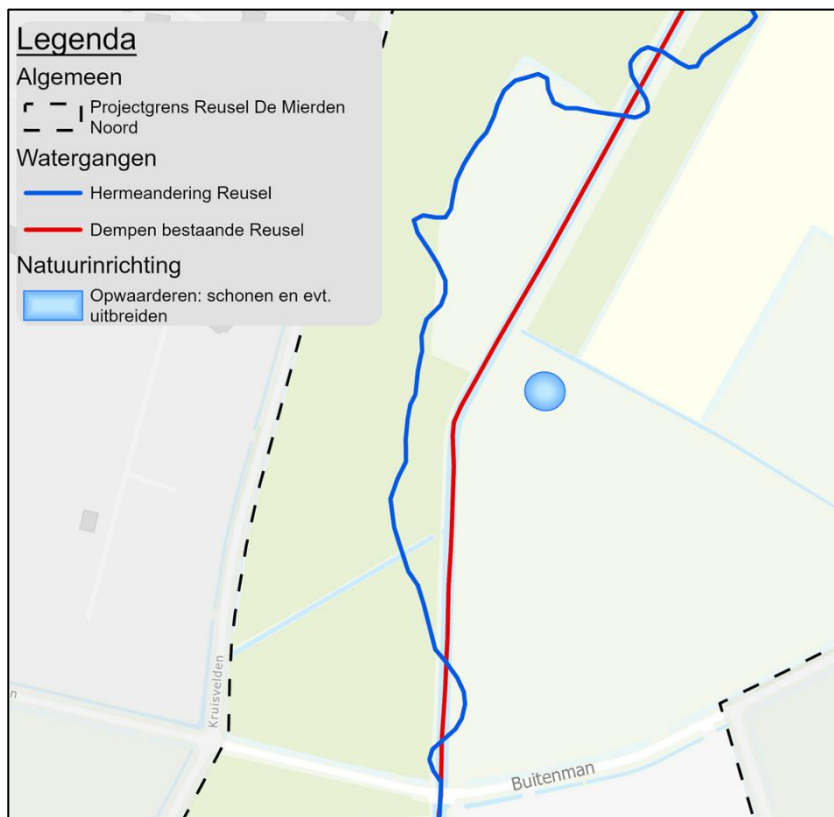 Legenda
Algemeen
Projectgrens Reusel De Mierden
Noord
Watergangen
Hermeandering Reusel
Dempen bestaande Reusel
Natuurinrichting
Opwaarderen: schonen en evt.
uitbreiden
Kruisvelden
n
Buitenman